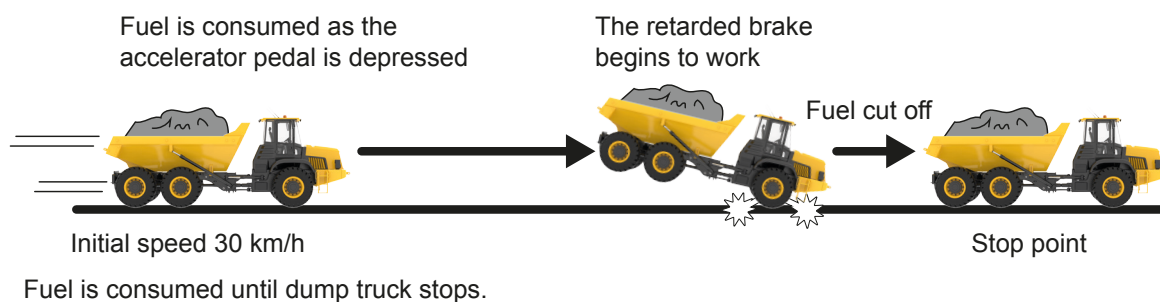 Fuel is consumed as the
accelerator pedal is depressed
The retarded brake
begins to work
Fuel cut off
Initial speed 30 km/h
Stop point
Fuel is consumed until dump truck stops.